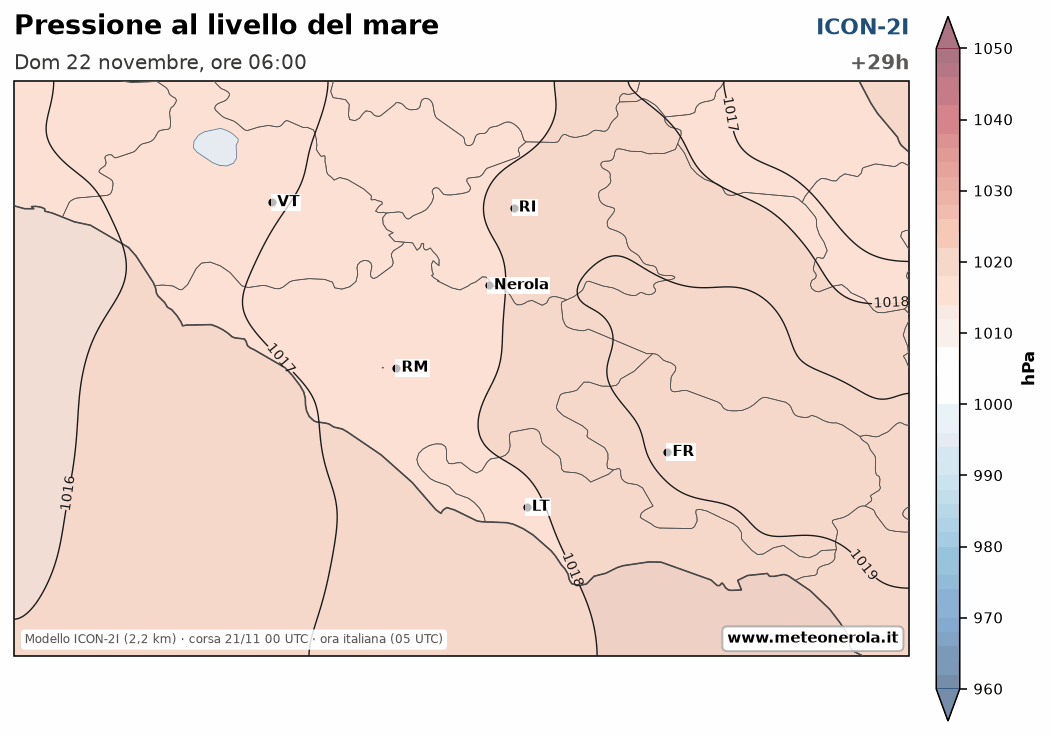 Pressione al livello del mare
ICON-2I
Dom 22 novembre, ore 06:00
+29h
1050
1040
1030
1020
1010
1000
990
980
970
960
hPa
1017
VT
RI
Nerola
1018
1017
RM
FR
1016
LT
1018
1019
Modello ICON-2I (2,2 km) · corsa 21/11 00 UTC · ora italiana (05 UTC)
www.meteonerola.it